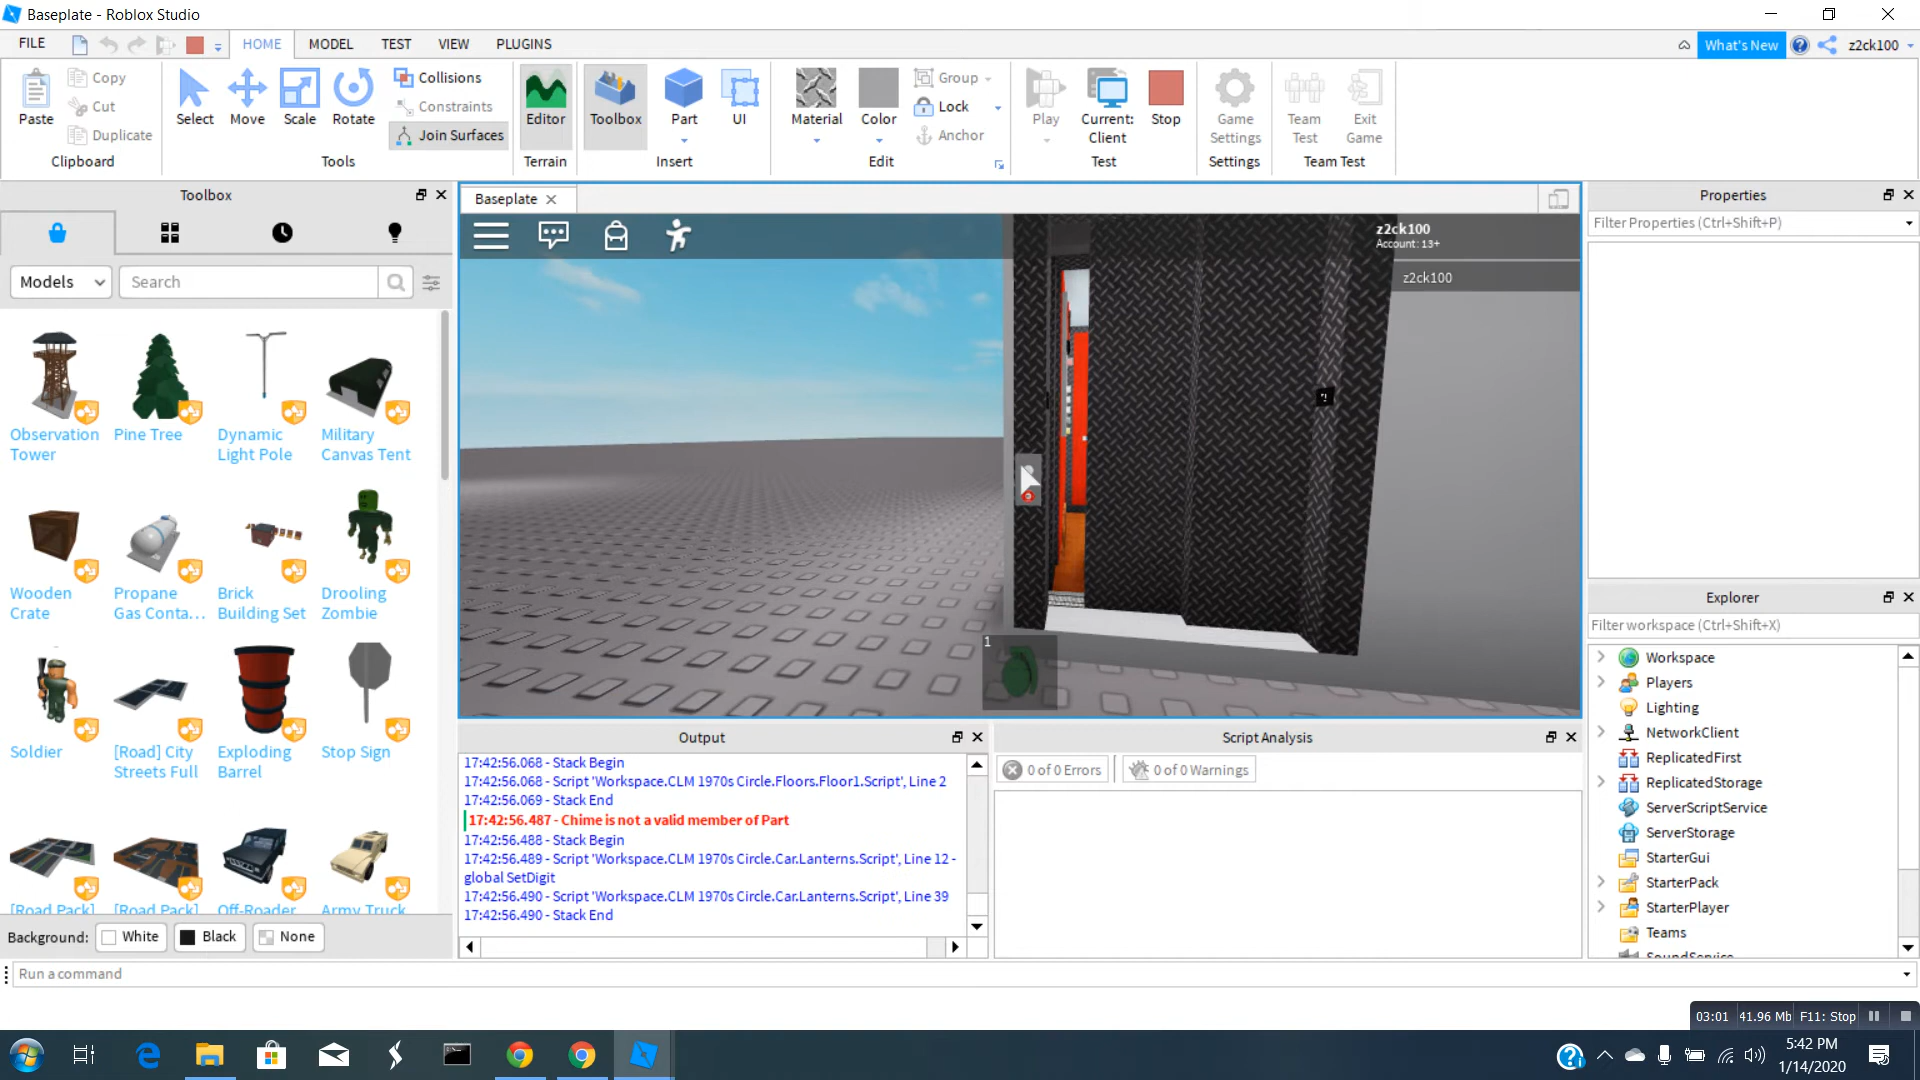 Baseplate - Roblox Studio
FILE
HOME
MODEL
TEST
VIEW
PLUGINS
What's New
z2ck100
Paste
Copy
Cut
Duplicate
Clipboard
Select
Move
Scale
Rotate
Collisions
Constraints
Join Surfaces
Tools
Editor
Terrain
Toolbox
Part
UI
Insert
Material
Color
Group
Lock
Anchor
Edit
Play
Current:
Client
Stop
Test
Game
Settings
Settings
Team
Test
Exit
Game
Team Test
Toolbox
Models
Search
Observation
Tower
Pine Tree
Dynamic
Light Pole
Military
Canvas Tent
Wooden
Crate
Propane
Gas Conta...
Brick
Building Set
Drooling
Zombie
Soldier
[Road] City
Streets Full
Exploding
Barrel
Stop Sign
[Road Pack]
[Road Pack]
Off-Roader
Army Truck
Background:
White
Black
None
Run a command
Baseplate
z2ck100
Account: 13+
z2ck100
1
Output
17:42:56.068 - Stack Begin
17:42:56.068 - Script 'Workspace.CLM 1970s Circle.Floors.Floor1.Script', Line 2
17:42:56.069 - Stack End
17:42:56.487 - Chime is not a valid member of Part
17:42:56.488 - Stack Begin
17:42:56.489 - Script 'Workspace.CLM 1970s Circle.Car.Lanterns.Script', Line 12 -
global SetDigit
17:42:56.490 - Script 'Workspace.CLM 1970s Circle.Car.Lanterns.Script', Line 39
17:42:56.490 - Stack End
Script Analysis
0 of 0 Errors
0 of 0 Warnings
Properties
Filter Properties (Ctrl+Shift+P)
Explorer
Filter workspace (Ctrl+Shift+X)
Workspace
Players
Lighting
NetworkClient
ReplicatedFirst
ReplicatedStorage
ServerScriptService
ServerStorage
StarterGui
StarterPack
StarterPlayer
Teams
SoundService
03:01
41.96 Mb
F11: Stop
5:42 PM
1/14/2020